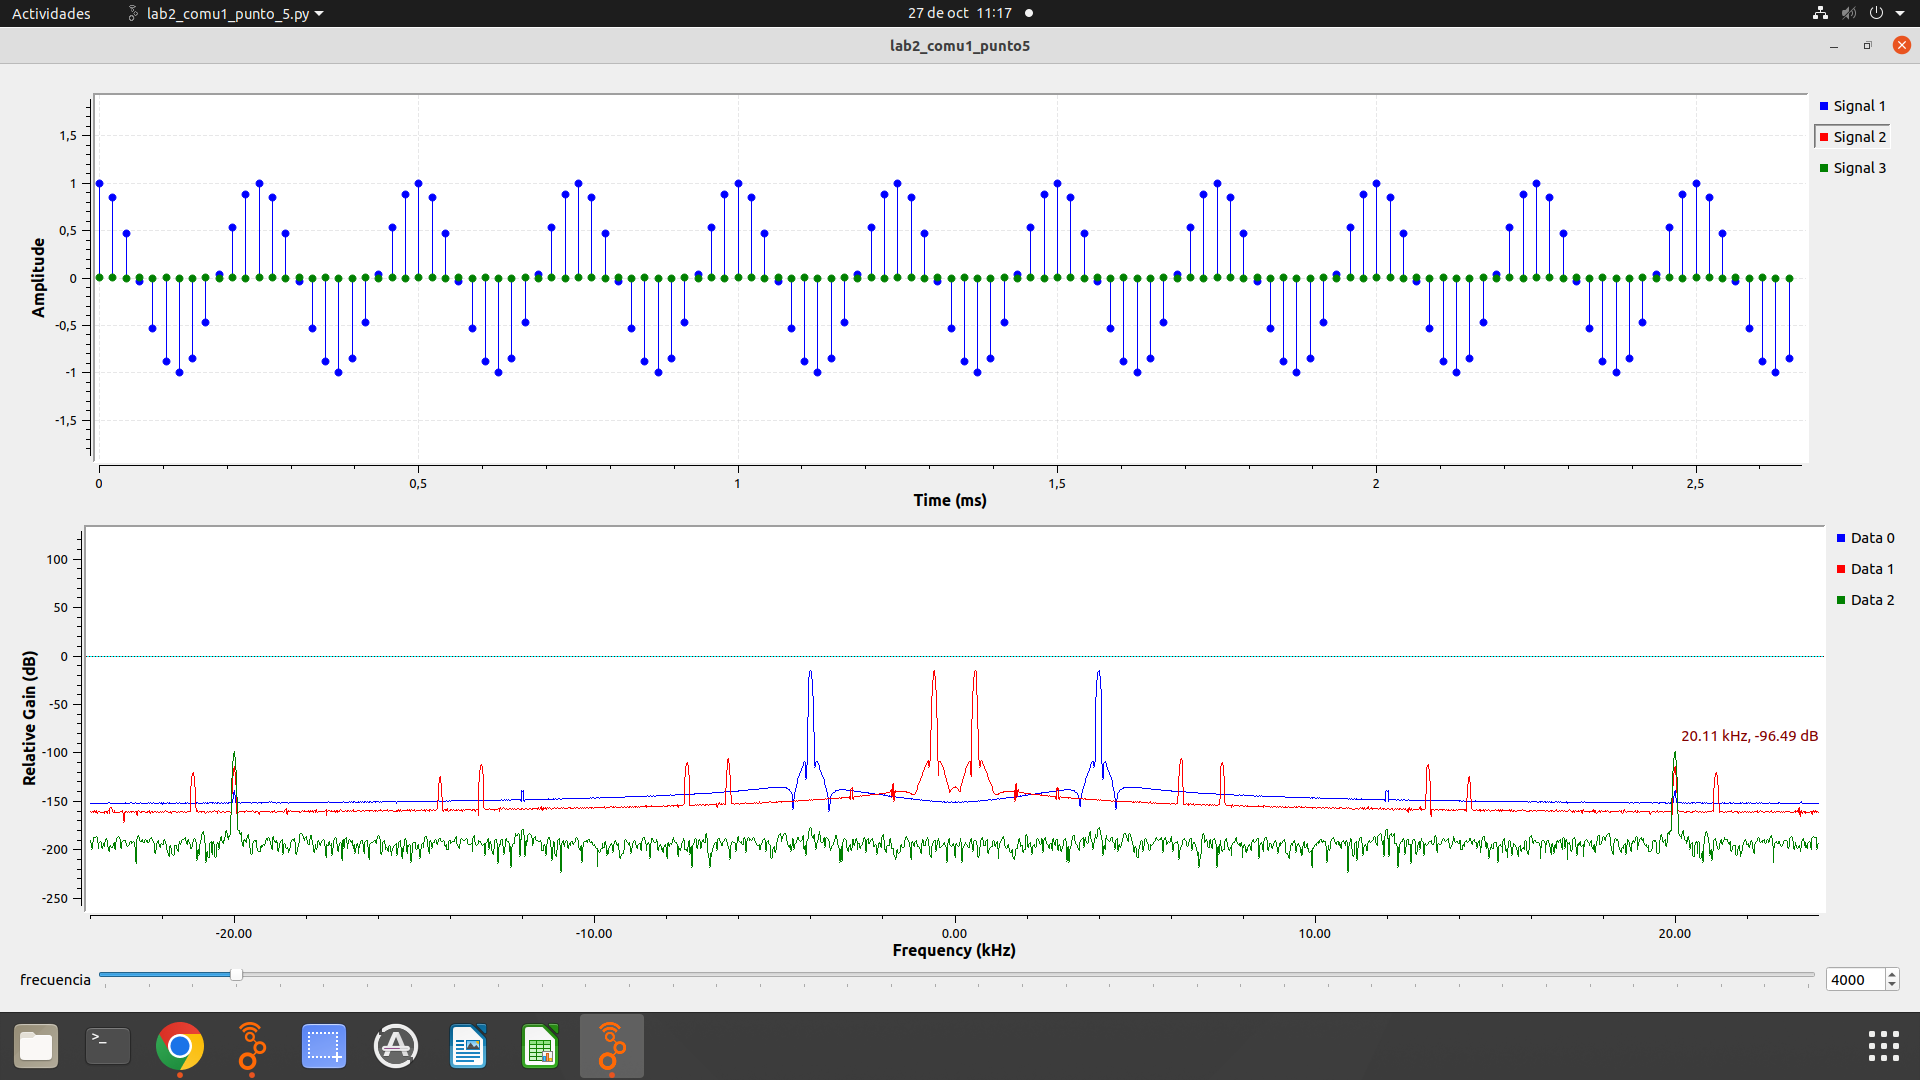 Actividades
lab2_comu1_punto_5.py
27 de oct 11:17
lab2_comu1_punto5
Signal 1
Signal 2
Signal 3
Amplitude
1,5
1
0,5
0
-0,5
-1
-1,5
0
0,5
1
1,5
2
2,5
Time (ms)
Data 0
Data 1
Data 2
Relative Gain (dB)
100
50
0
-50
-100
-150
-200
-250
20.11 kHz, -96.49 dB
-20.00
-10.00
0.00
10.00
20.00
Frequency (kHz)
frecuencia
4000
>_